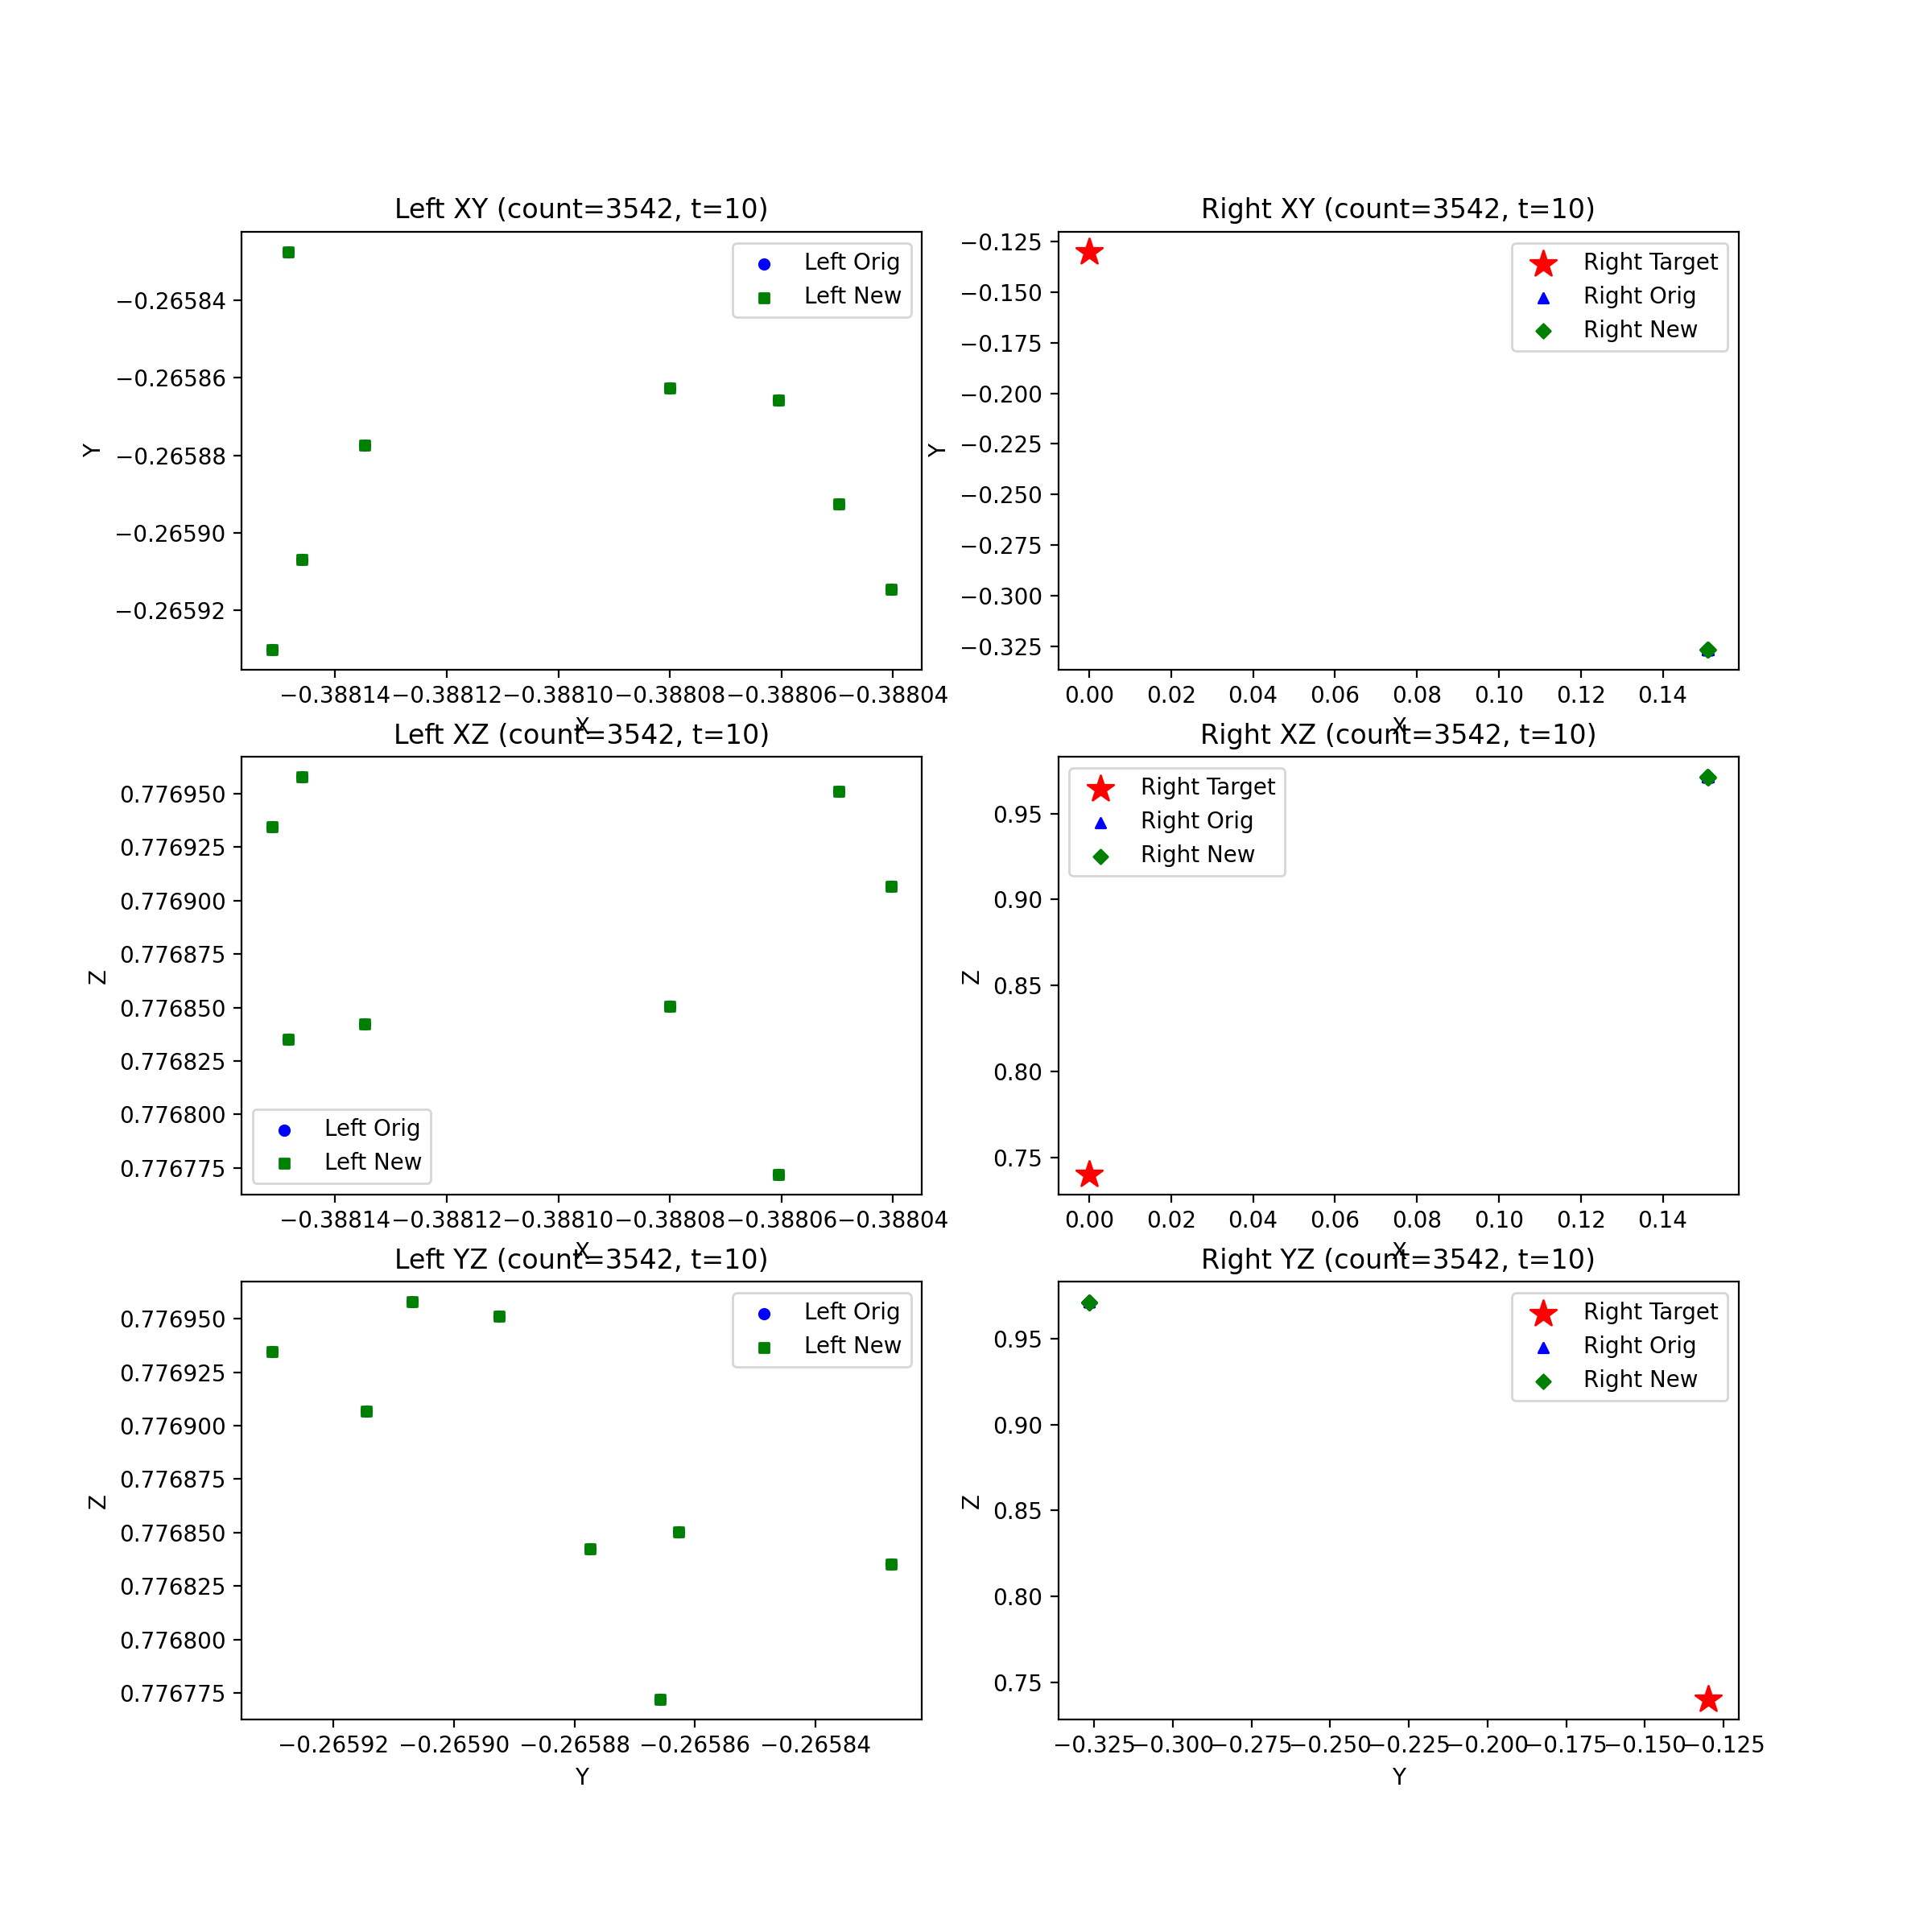 Left XY (count=3542, t=10)
Left Orig
Left New
−0.26584
−0.26586
−0.26588
−0.26590
−0.26592
Y
−0.38814 −0.38812 −0.38810 −0.38808 −0.38806 −0.38804
X
Right XY (count=3542, t=10)
Right Target
Right Orig
Right New
−0.125
−0.150
−0.175
−0.200
−0.225
−0.250
−0.275
−0.300
−0.325
Y
0.00 0.02 0.04 0.06 0.08 0.10 0.12 0.14
X
Left XZ (count=3542, t=10)
0.776950
0.776925
0.776900
0.776875
0.776850
0.776825
0.776800
0.776775
Z
Left Orig
Left New
−0.38814 −0.38812 −0.38810 −0.38808 −0.38806 −0.38804
X
Right XZ (count=3542, t=10)
Right Target
Right Orig
Right New
0.95
0.90
0.85
0.80
0.75
Z
0.00 0.02 0.04 0.06 0.08 0.10 0.12 0.14
X
Left YZ (count=3542, t=10)
Left Orig
Left New
0.776950
0.776925
0.776900
0.776875
0.776850
0.776825
0.776800
0.776775
Z
−0.26592 −0.26590 −0.26588 −0.26586 −0.26584
Y
Right YZ (count=3542, t=10)
Right Target
Right Orig
Right New
0.95
0.90
0.85
0.80
0.75
Z
−0.325 −0.300 −0.275 −0.250 −0.225 −0.200 −0.175 −0.150 −0.125
Y